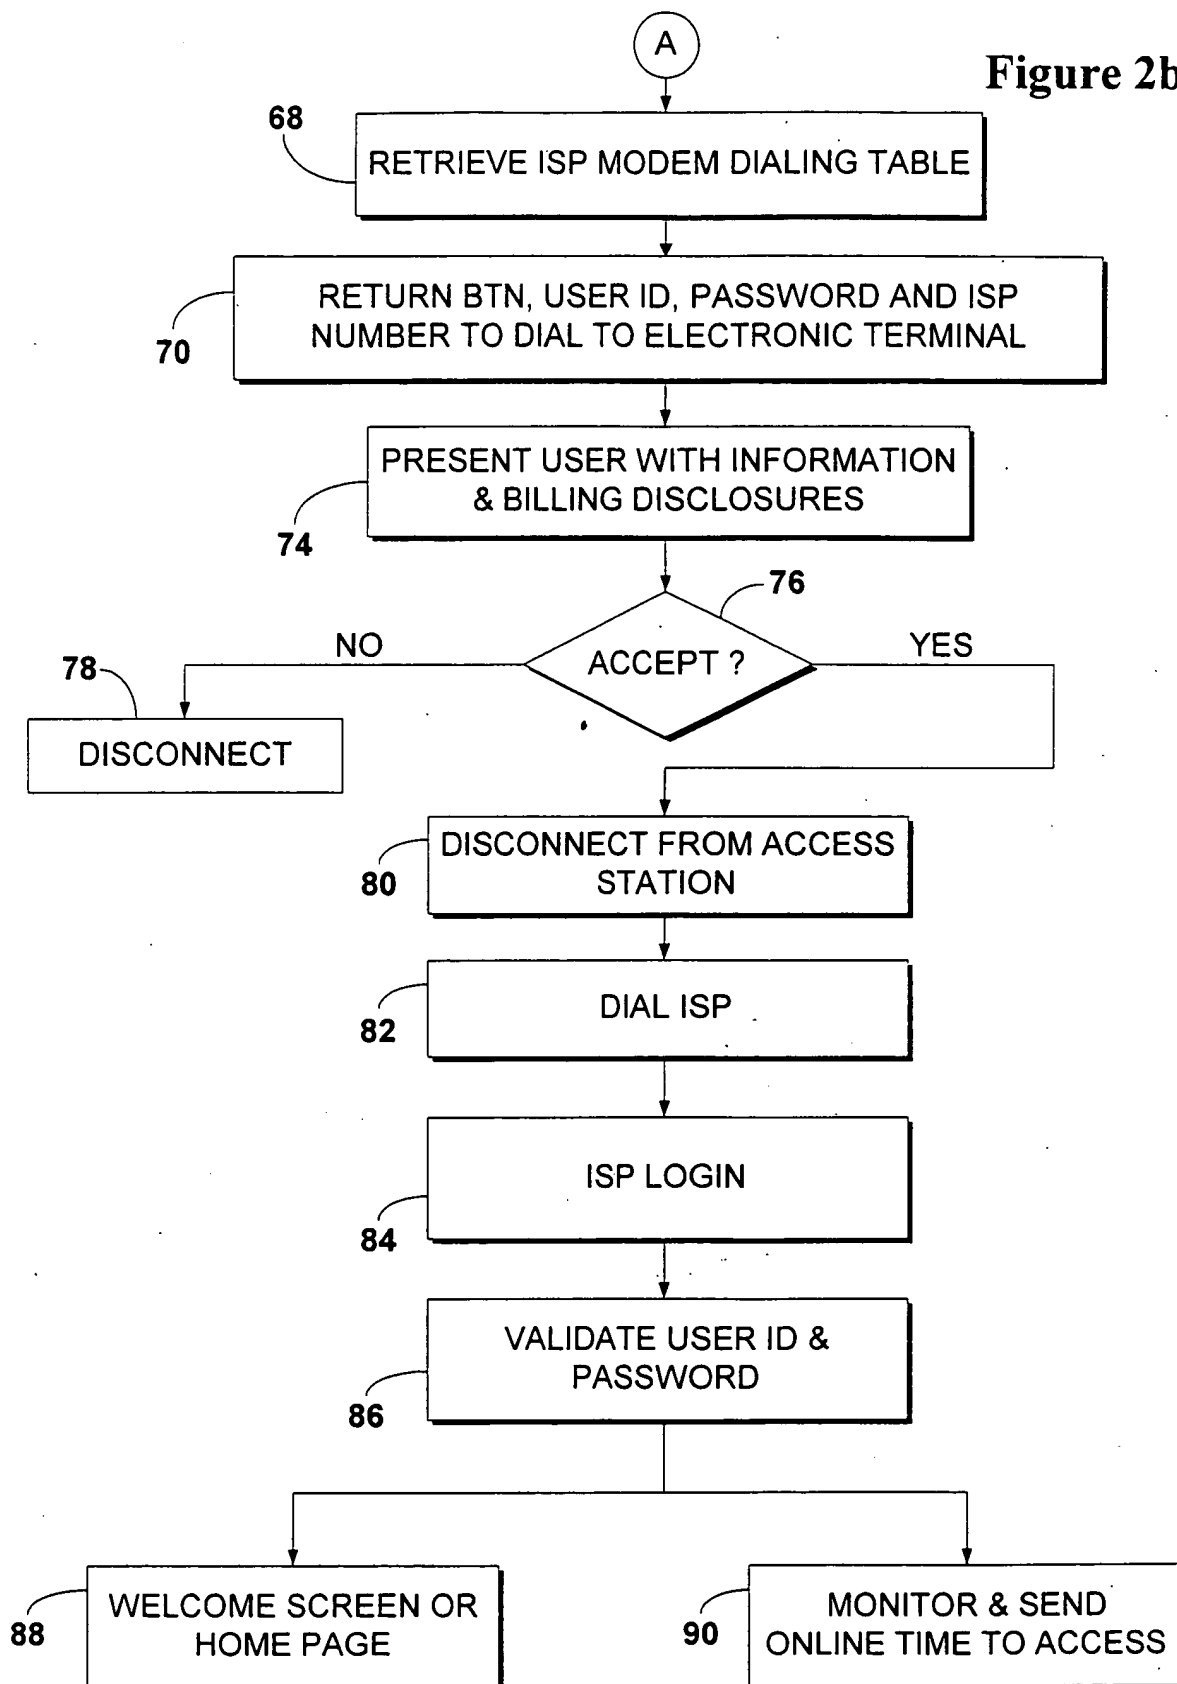 A
Figure 2b
68
RETRIEVE ISP MODEM DIALING TABLE
RETURN BTN, USER ID, PASSWORD AND ISP
NUMBER TO DIAL TO ELECTRONIC TERMINAL
70
PRESENT USER WITH INFORMATION
& BILLING DISCLOSURES
74
76
NO
ACCEPT ?
YES
78
DISCONNECT
DISCONNECT FROM ACCESS
STATION
80
DIAL ISP
82
ISP LOGIN
84
VALIDATE USER ID &
PASSWORD
86
WELCOME SCREEN OR
HOME PAGE
88
MONITOR & SEND
ONLINE TIME TO ACCESS
90